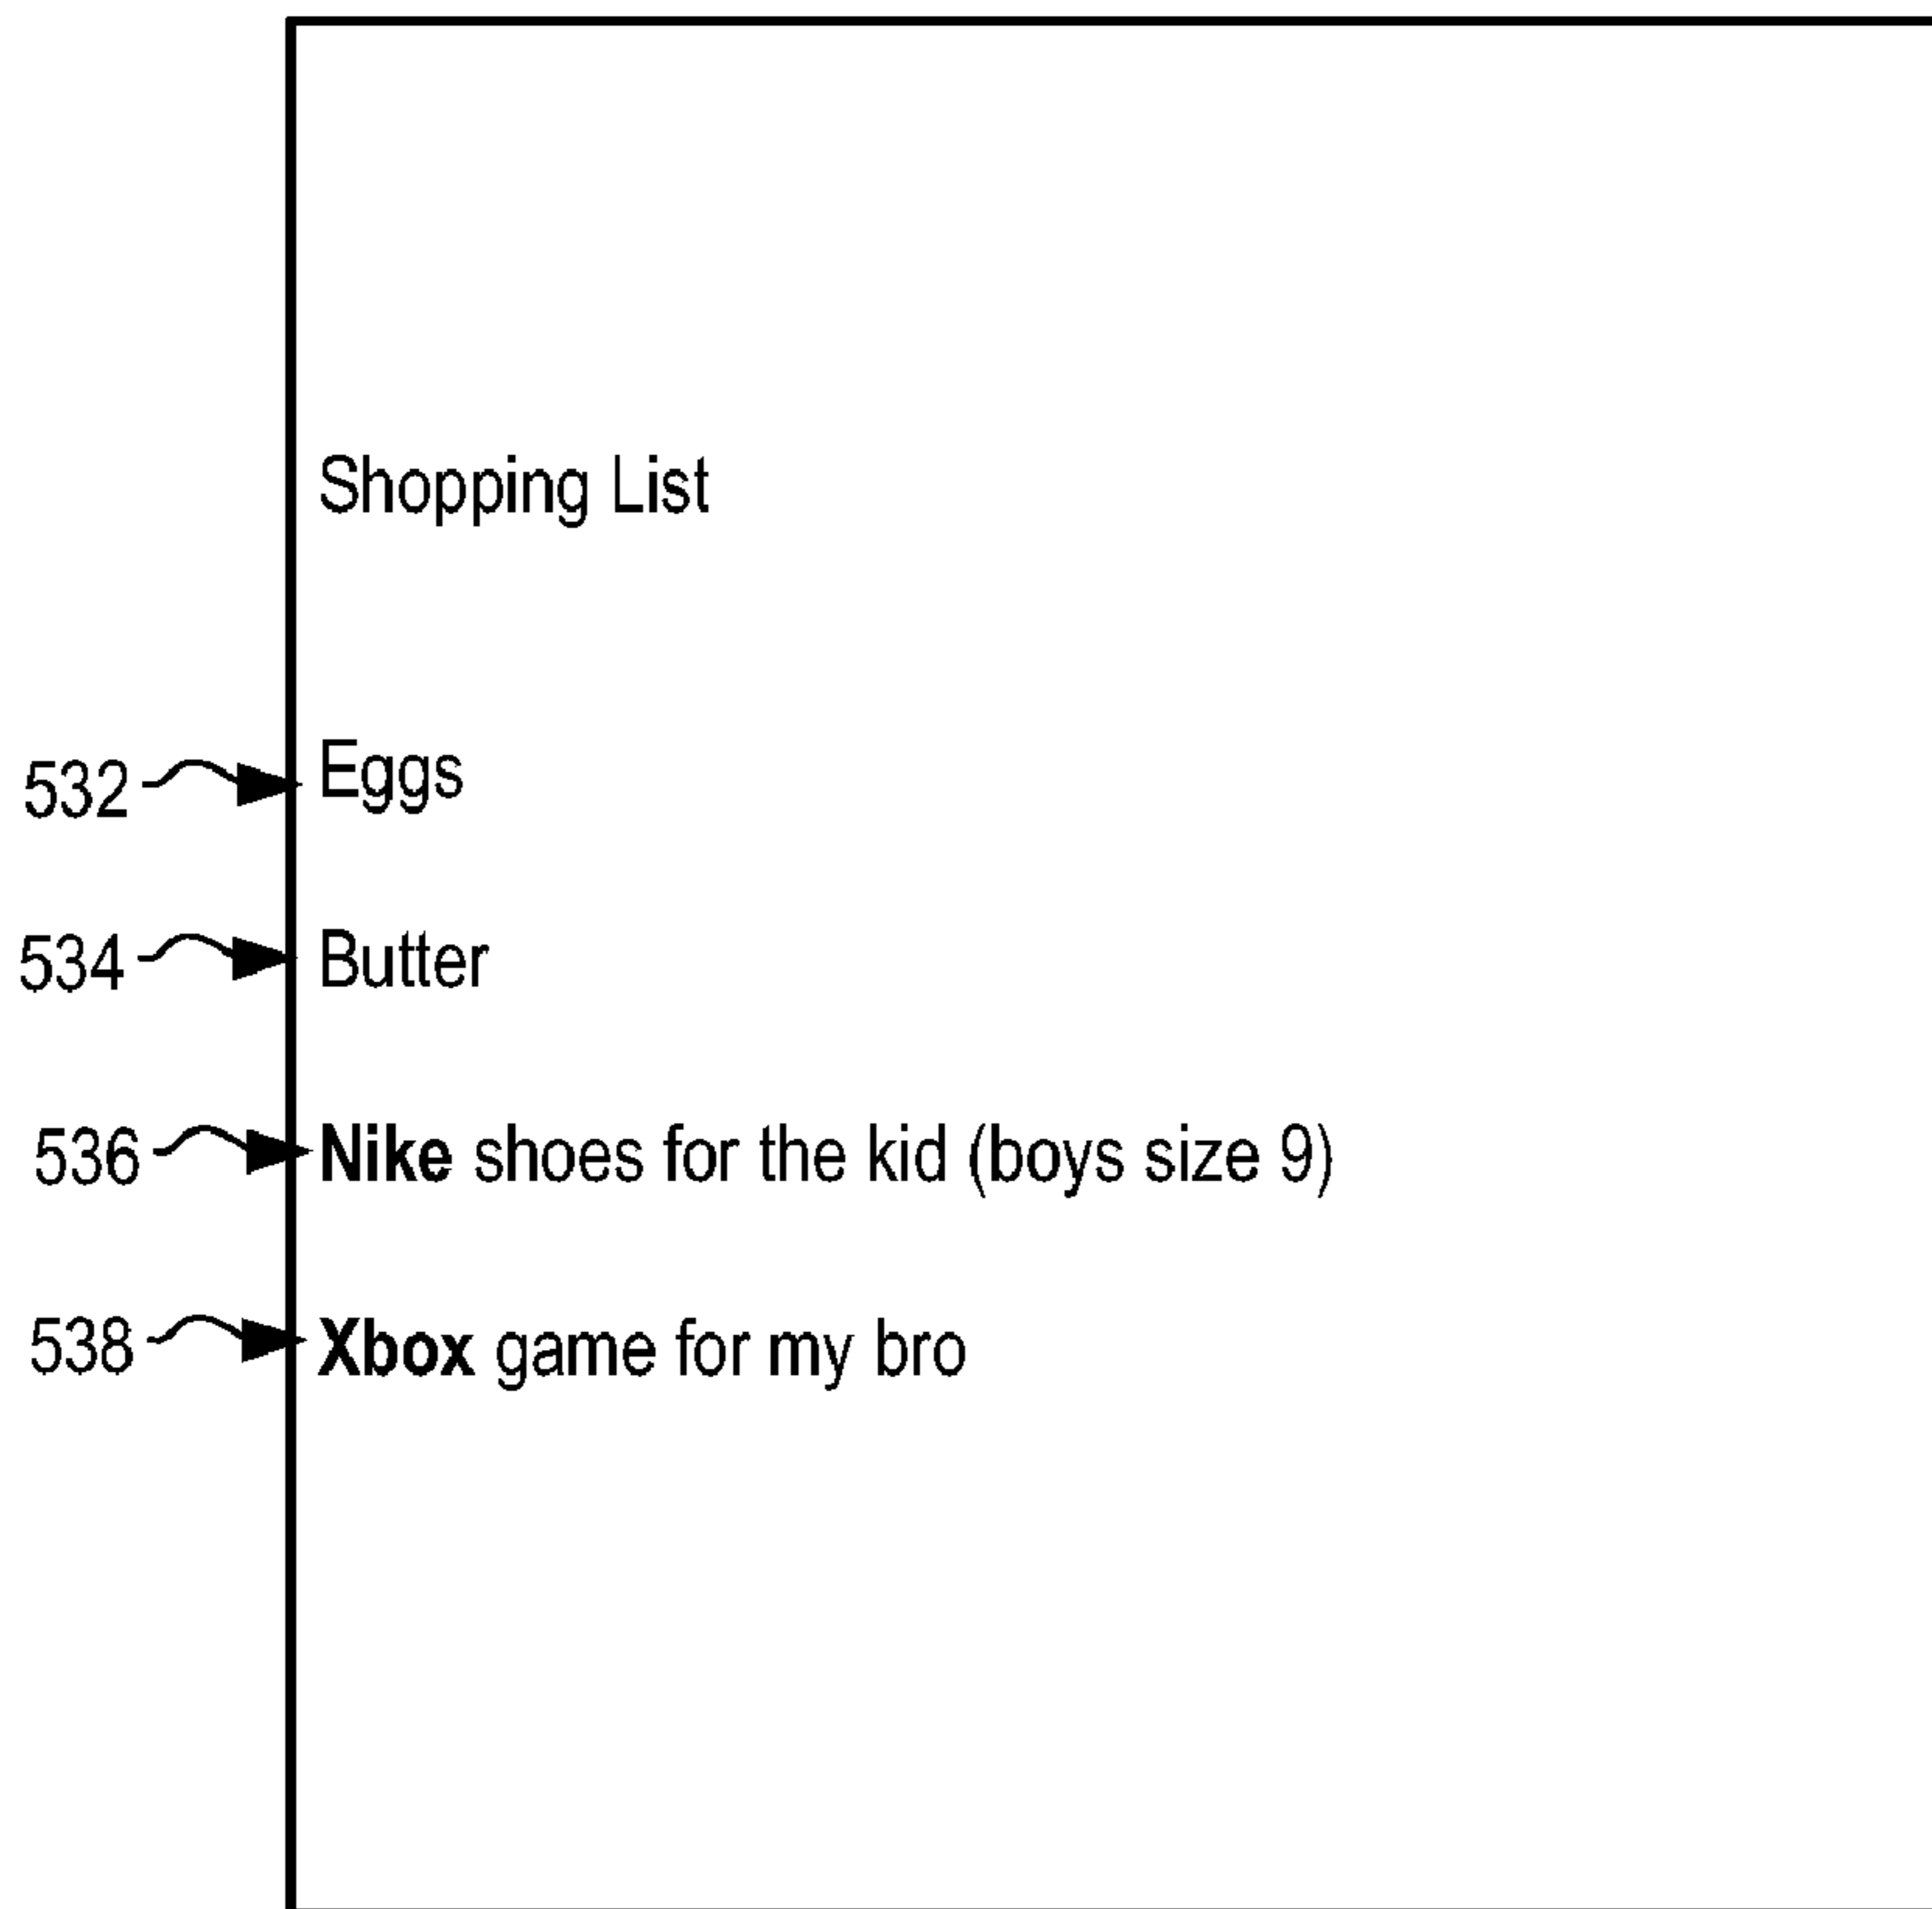 Shopping List
532 Eggs
534 Butter
536 Nike shoes for the kid (boys size 9)
538 Xbox game for my bro